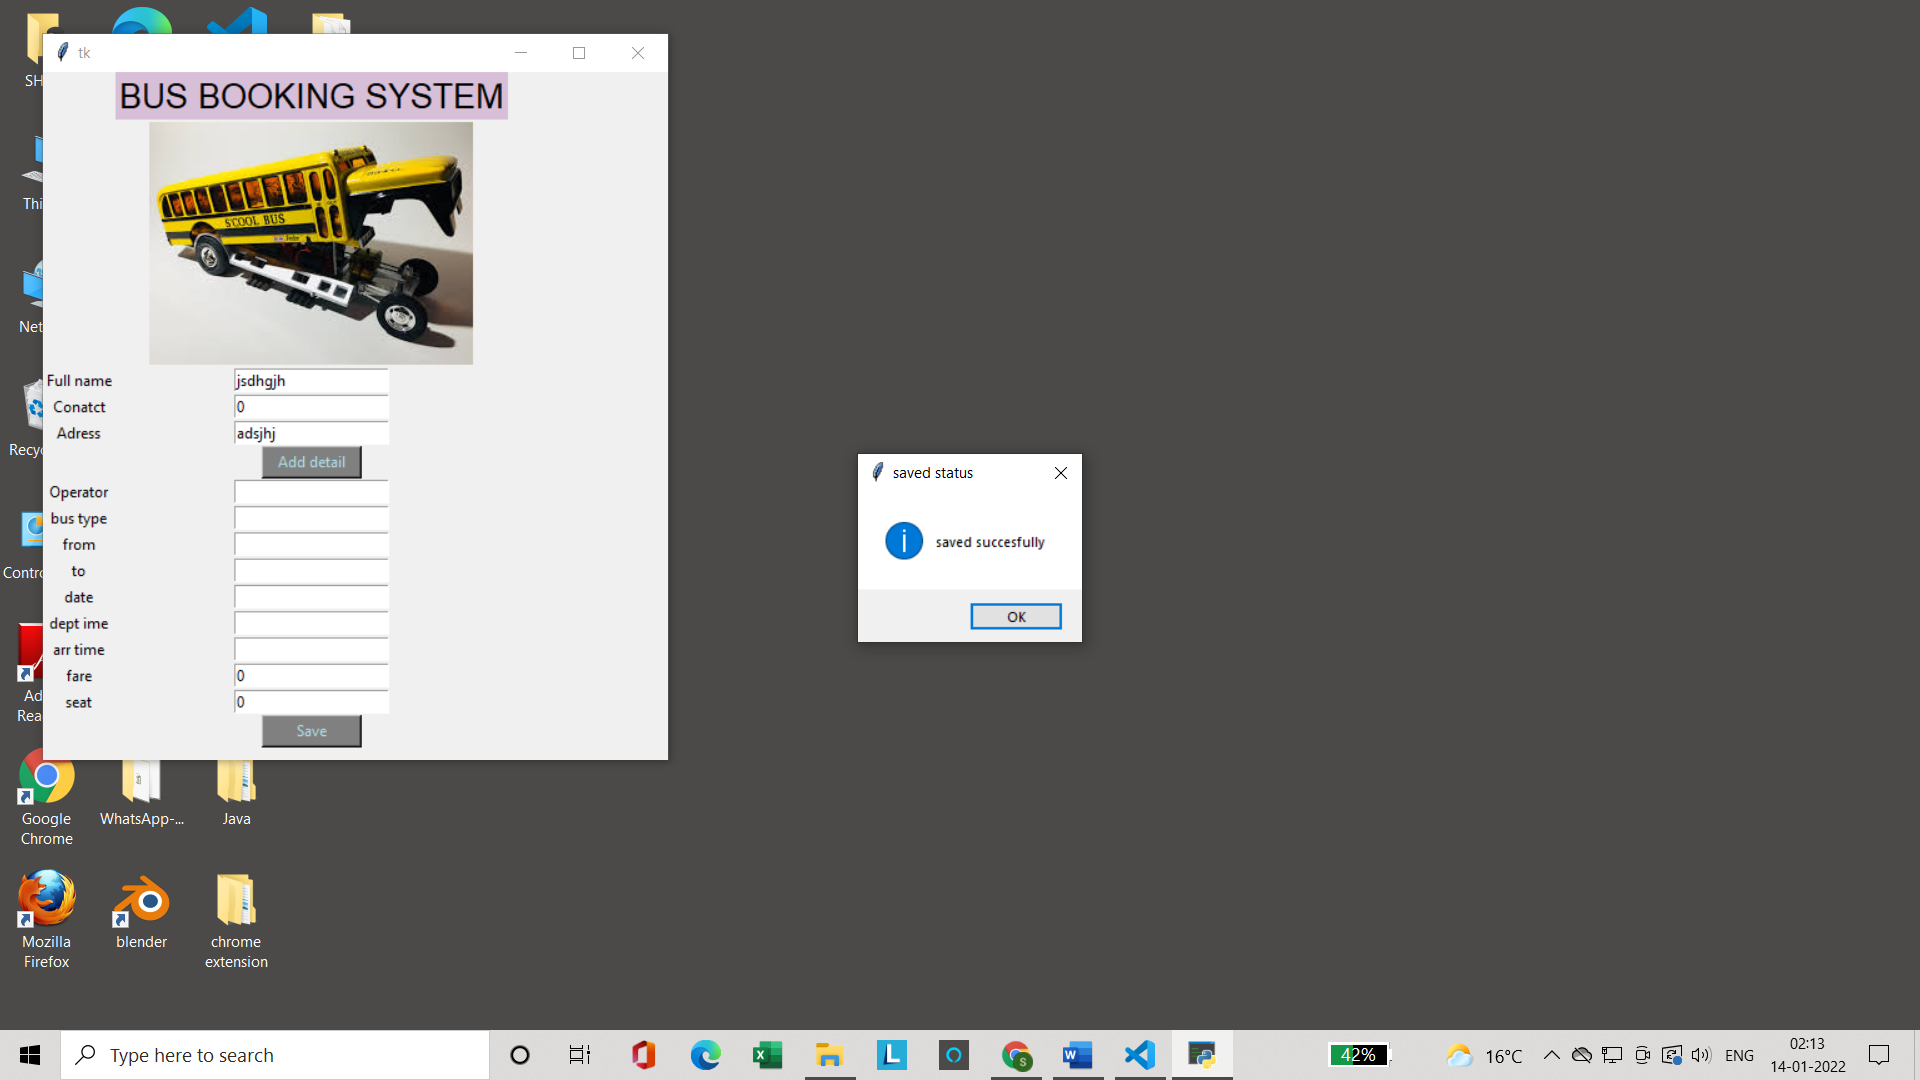 tk
BUS BOOKING SYSTEM
S'COOL BUS
Full name
jsdhgjh
Conatct
0
Adress
adsjhj
Add detail
Operator
bus type
from
to
date
dept ime
arr time
fare
0
seat
0
Save
saved status
saved succesfully
OK
SH
Thi
Net
Recyc
Contro
Ad
Rea
Google
Chrome
WhatsApp-...
Java
Mozilla
Firefox
blender
chrome
extension
Type here to search
42%
16°C
ENG
02:13
14-01-2022